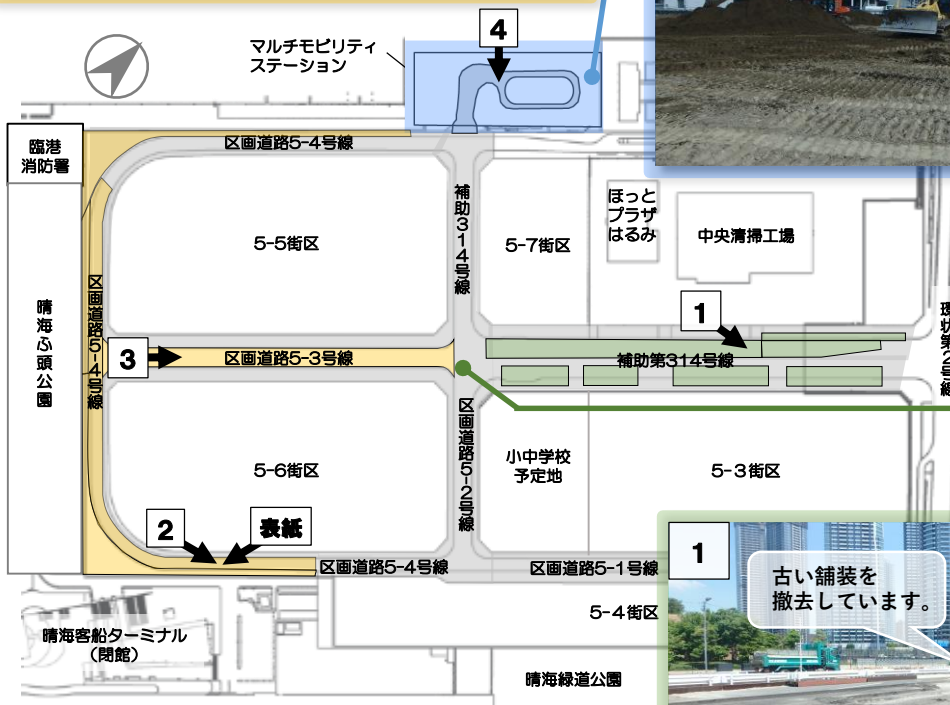 4
マルチモビリティ
ステーション
臨港
消防署
区画道路5-4号線
補助314号線
5-5街区
5-7街区
ほっと
プラザ
はるみ
中央清掃工場
晴海ふ頭公園
区画道路5-4号線
1
3
区画道路5-3号線
補助第314号線
環状第2号線
5-6街区
区画道路5-2号線
小中学校
予定地
5-3街区
2
表紙
区画道路5-4号線
区画道路5-1号線
5-4街区
晴海客船ターミナル
(閉館)
晴海緑道公園
1
古い舗装を
撤去しています。